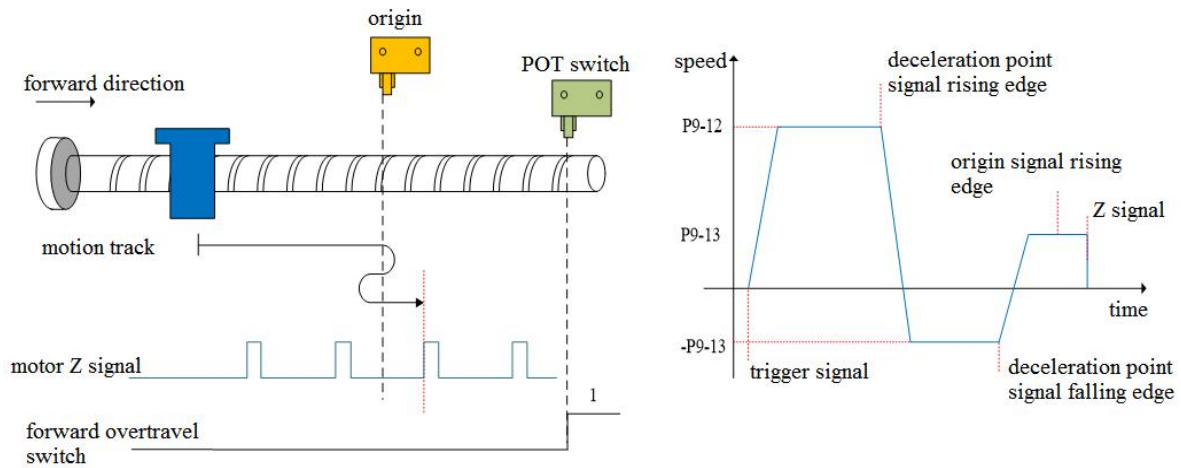 origin
POT switch
forward direction
motion track
motor Z signal
1
forward overtravel
switch
speed
deceleration point
signal rising edge
P9-12
origin signal rising
edge
Z signal
P9-13
time
-P9-13
trigger signal
deceleration point
signal falling edge